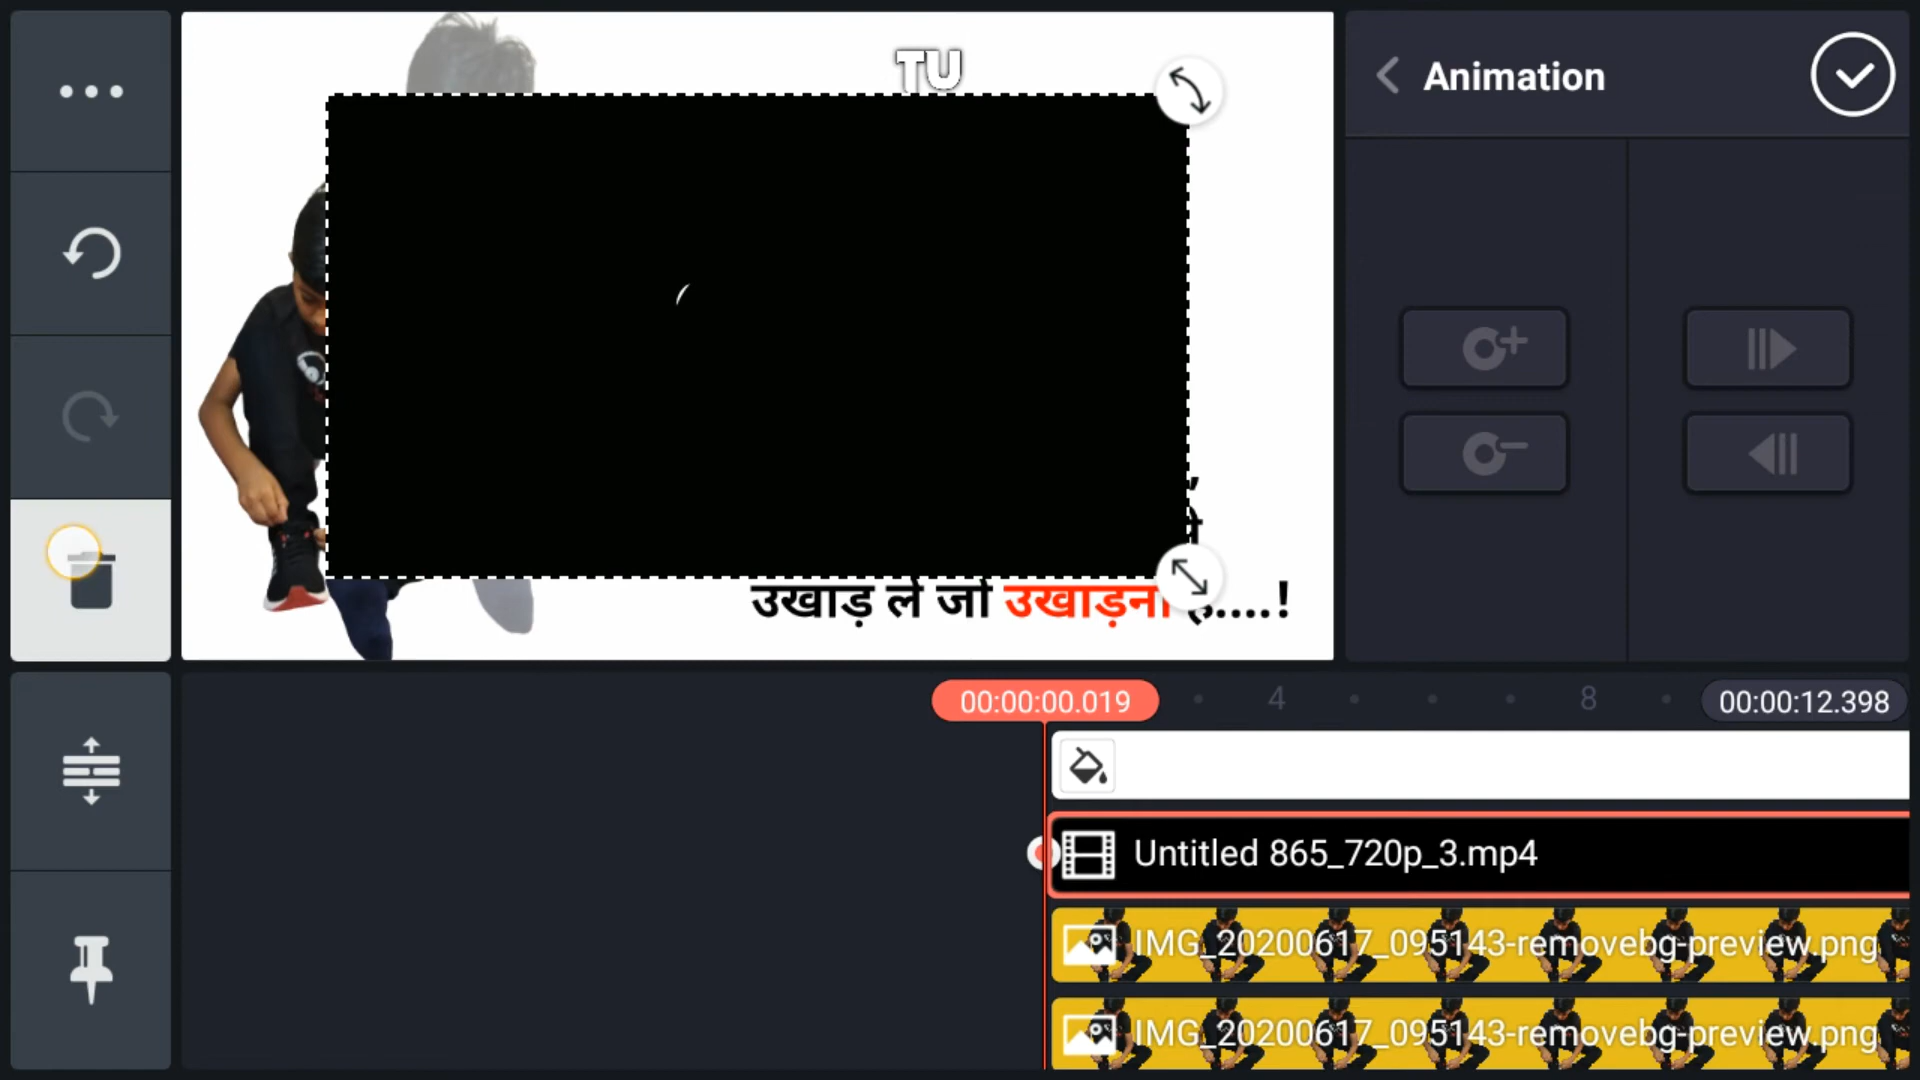 TU
Animation
,
उखाड़ ले जो उखाड़ना है....!
00:00:00.019
4
8
00:00:12.398
Untitled 865_720p_3.mp4
IMG_20200617_095143-removebg-preview.png
IMG_20200617_095143-removebg-preview.png